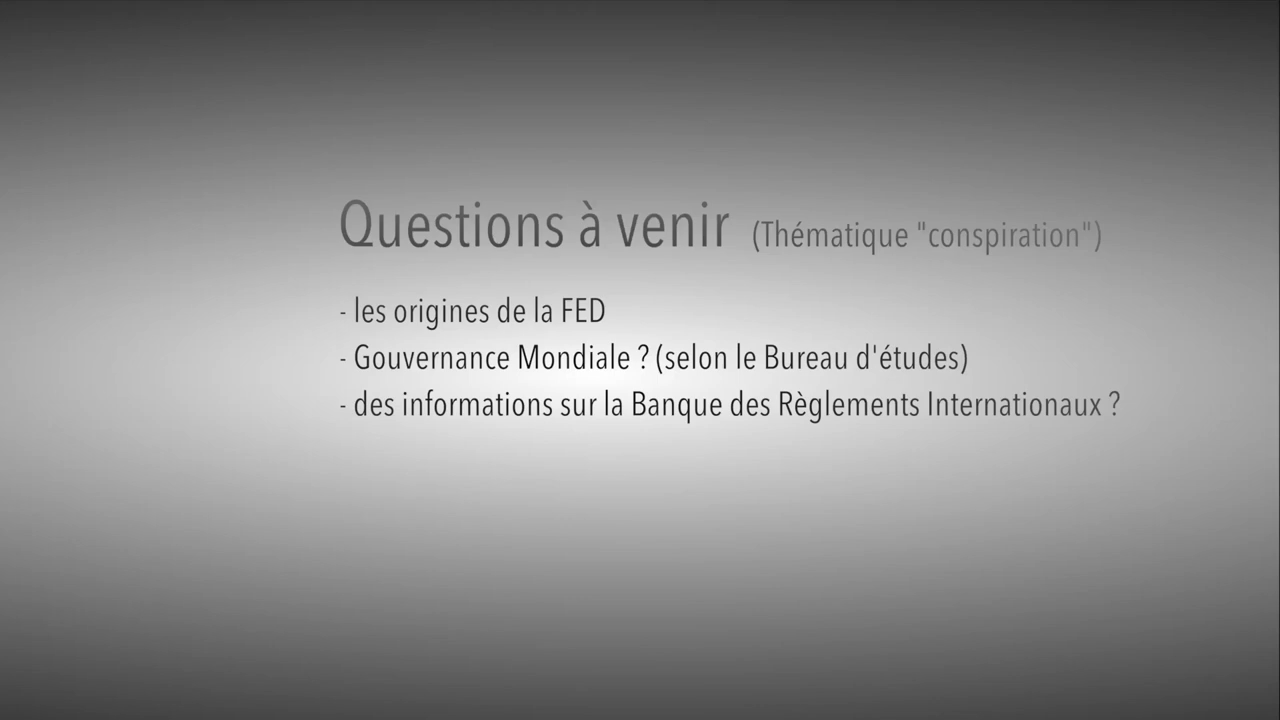 Questions à venir (Thématique "conspiration")
- les origines de la FED
- Gouvernance Mondiale ? (selon le Bureau d'études)
- des informations sur la Banque des Règlements Internationaux ?